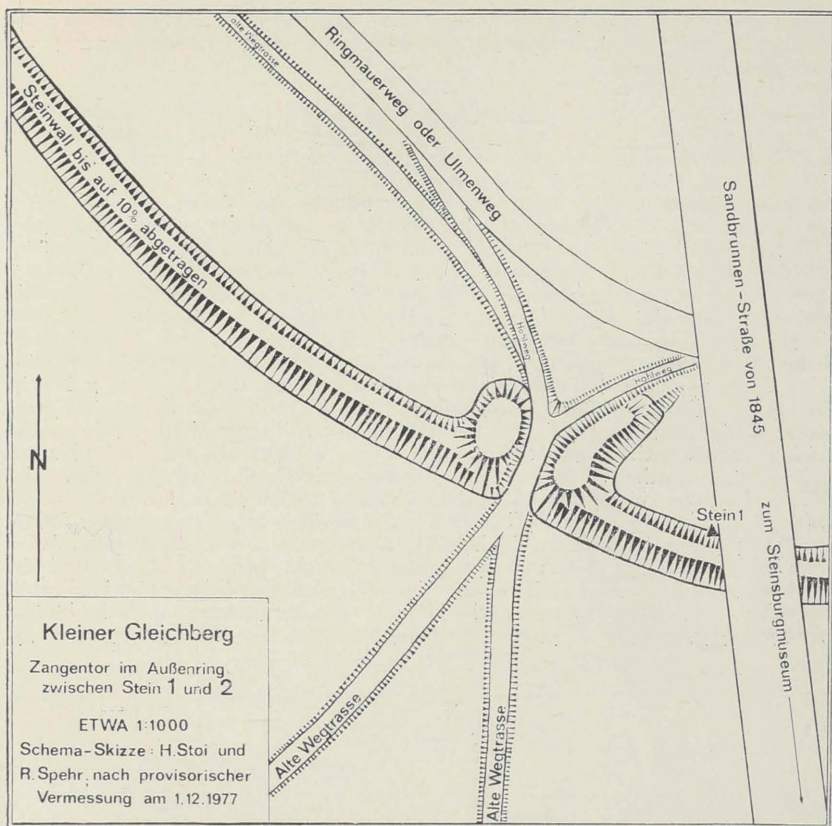 alte Wegtrasse
Ringmauerweg oder Ulmenweg
Steinwall bis auf 10% abgetragen
Sandbrunnen-Straße von 1845 zum Steinsburgmuseum
Hohlweg
Hohlweg
N
Stein 1
Kleiner Gleichberg
Zangentor im Außenring
zwischen Stein 1 und 2
ETWA 1:1000
Schema-Skizze: H.Stoi und
R.Spehr, nach provisorischer
Vermessung am 1.12.1977
Alte Wegtrasse
Alte Wegtrasse